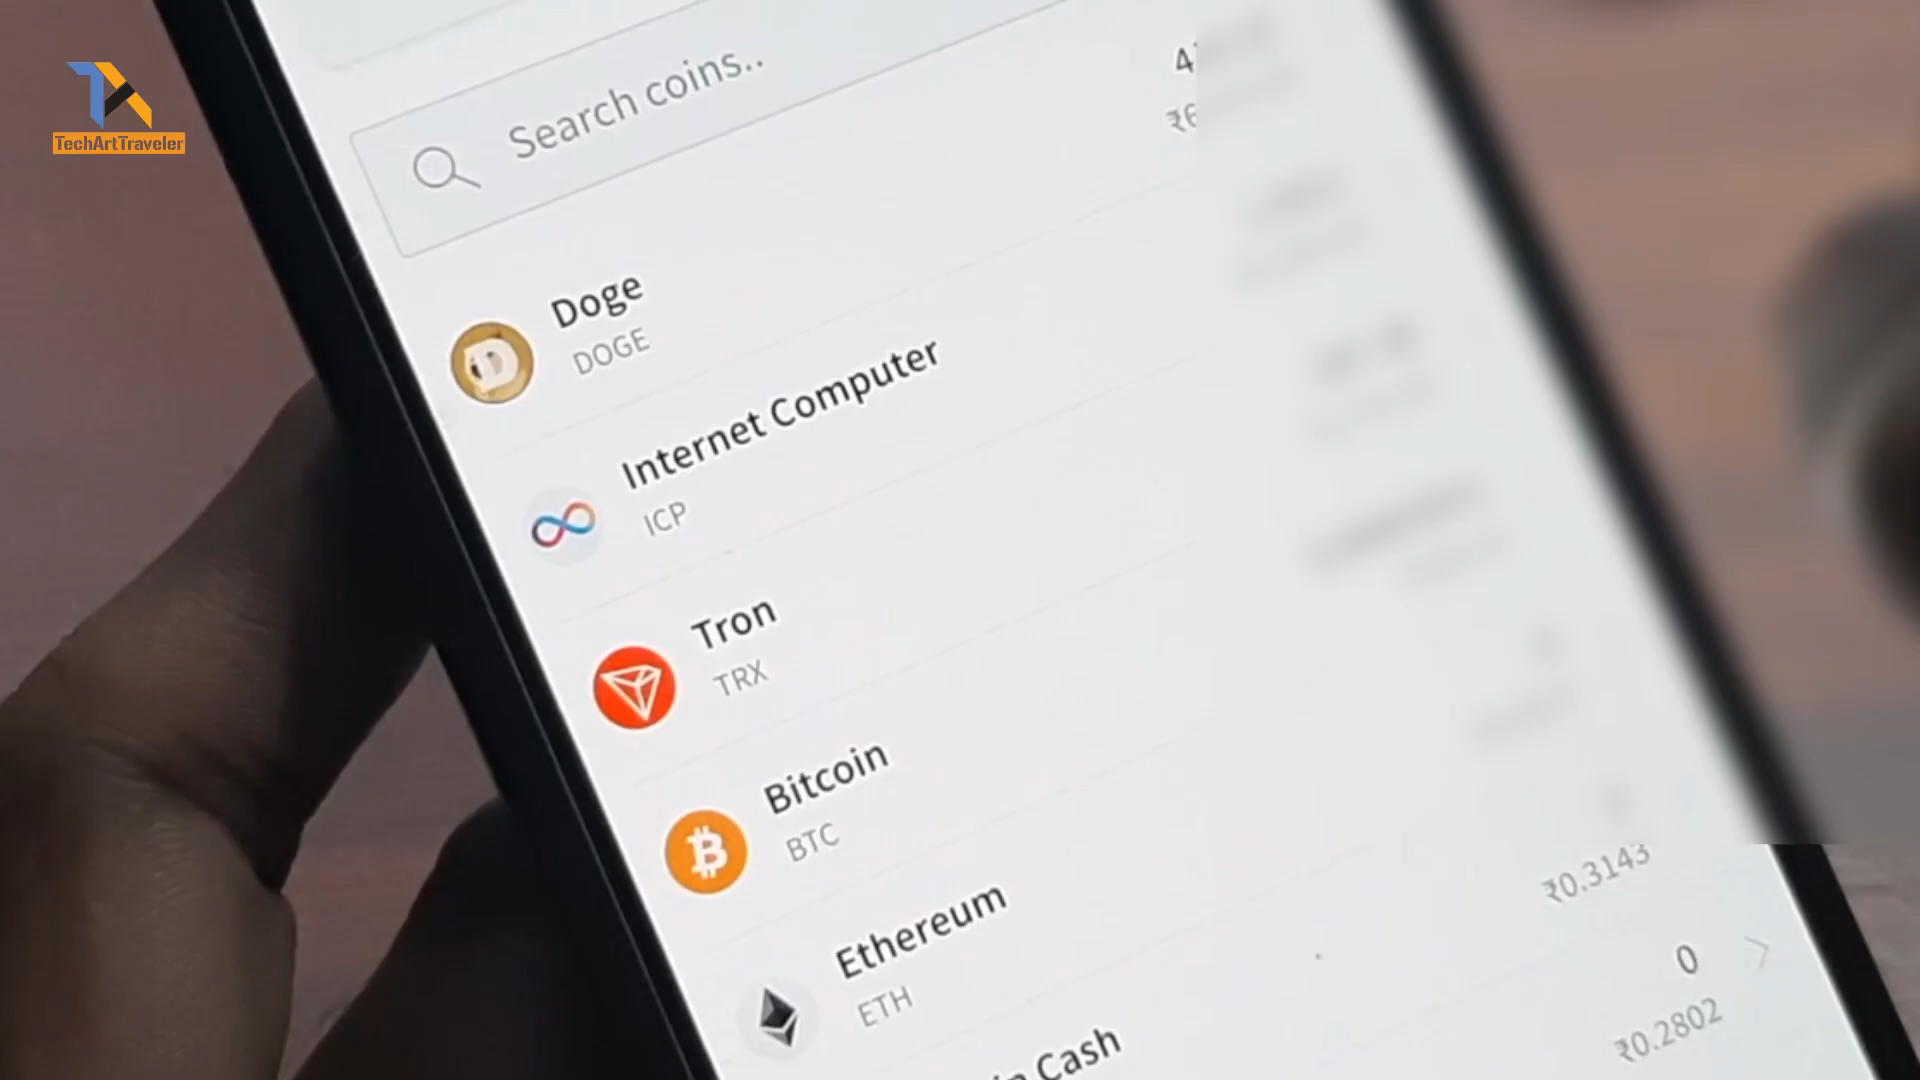 TechArtTraveler
Search coins..
Doge
DOGE
Internet Computer
ICP
Tron
TRX
Bitcoin
BTC
₹0.3143
Ethereum
ETH
0
₹0.2802
Cash